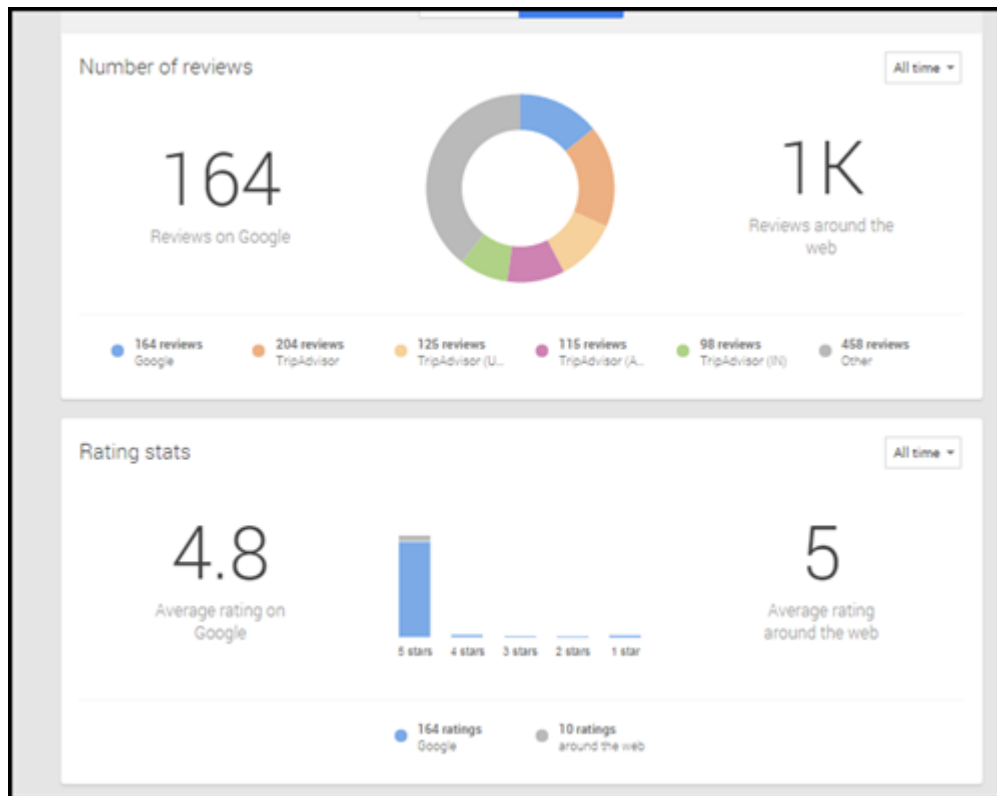 Number of reviews
All time
164
Reviews on Google
1K
Reviews around the
web
164 reviews
Google
204 reviews
TripAdvisor
125 reviews
TripAdvisor (U...
115 reviews
TripAdvisor (A...
98 reviews
TripAdvisor (IN)
458 reviews
Other
Rating stats
All time
4.8
Average rating on
Google
5 stars 4 stars 3 stars 2 stars 1 star
5
Average rating
around the web
164 ratings
Google
10 ratings
around the web